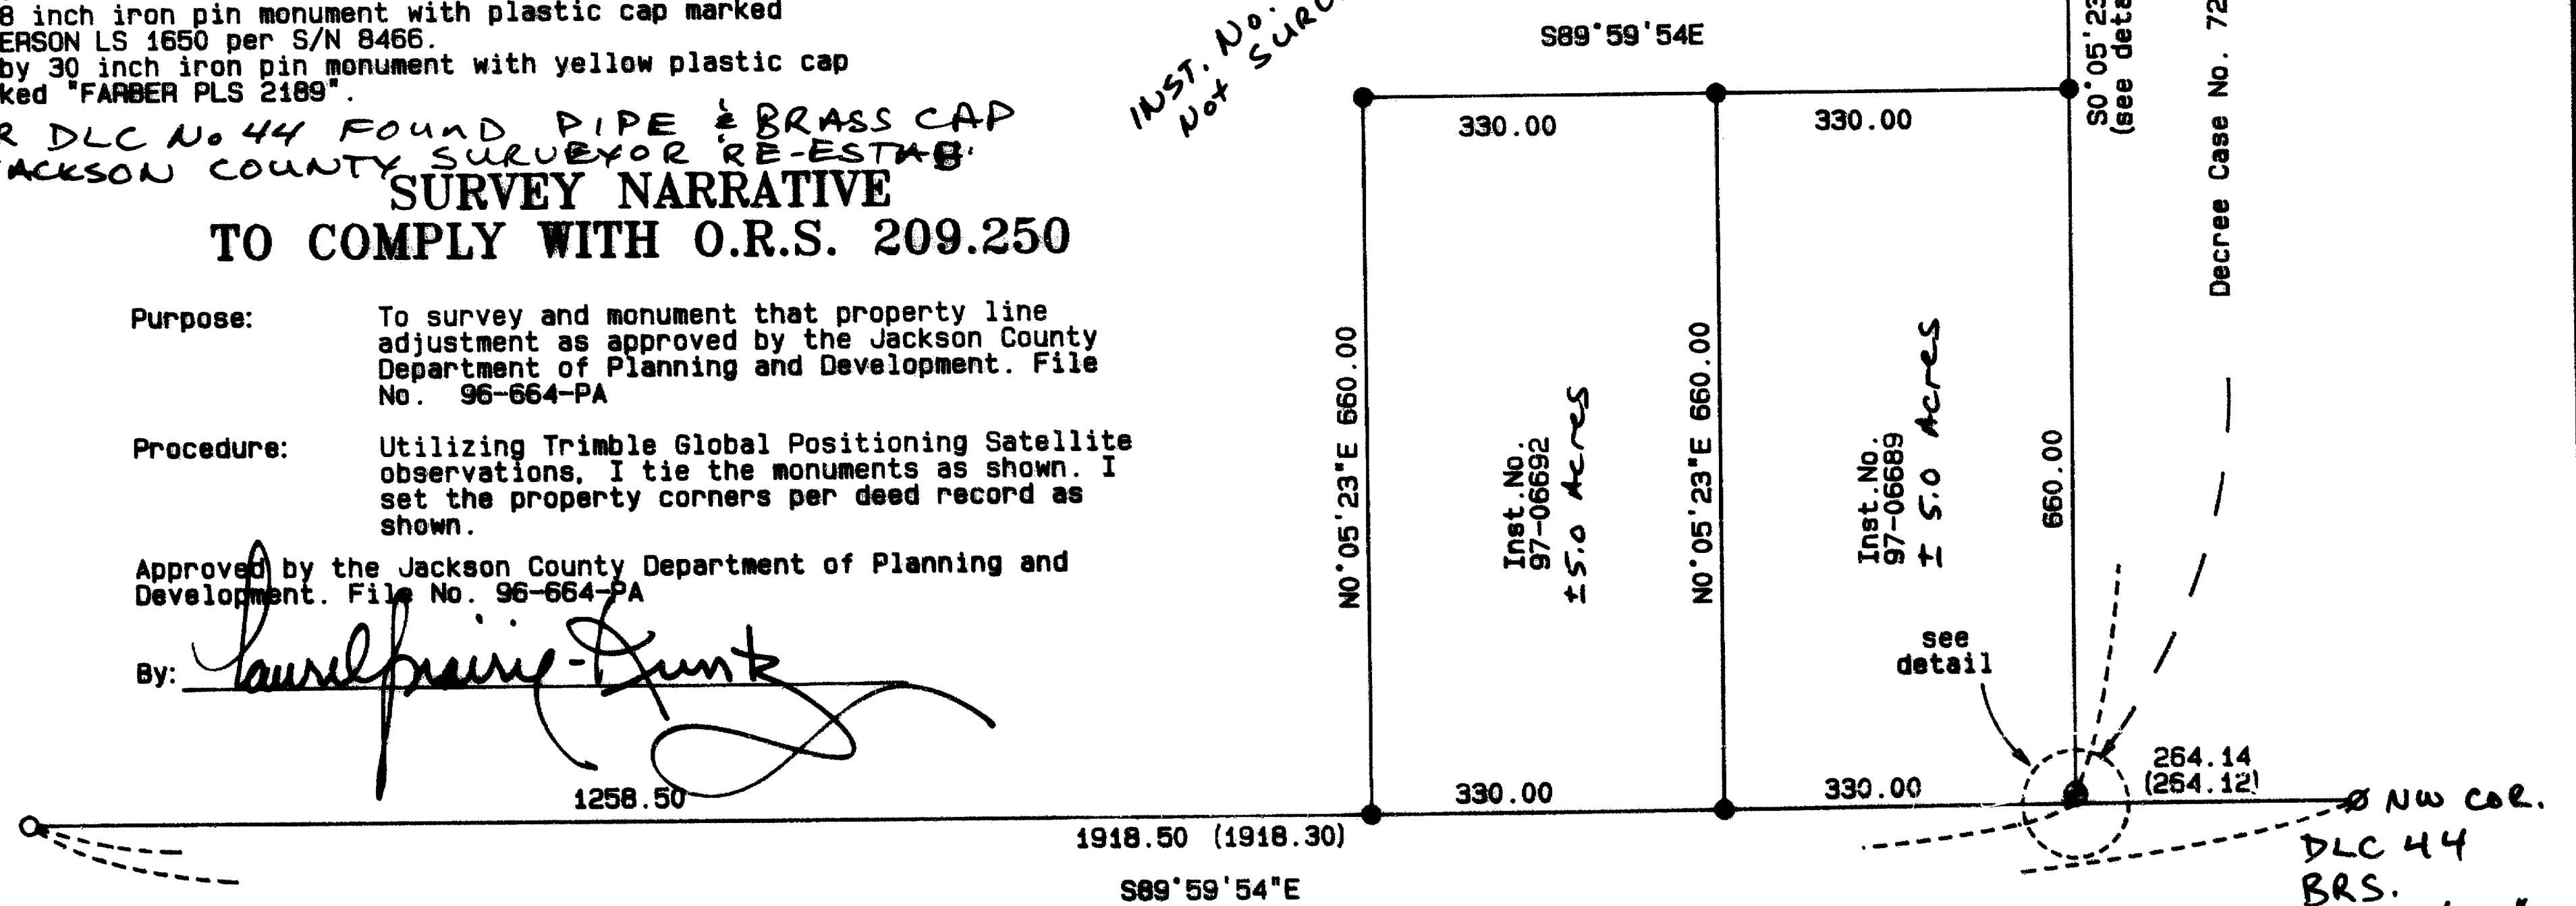 8 inch iron pin monument with plastic cap marked
ERSON LS 1650 per S/N 8466.
by 30 inch iron pin monument with yellow plastic cap
ked "FARBER PLS 2189".
R DLC No 44 FOUND PIPE & BRASS CAP
ACKSON COUNTY SURVEYOR RE-ESTAB.
SURVEY NARRATIVE
TO COMPLY WITH O.R.S. 209.250
Purpose: To survey and monument that property line
adjustment as approved by the Jackson County
Department of Planning and Development. File
No. 96-664-PA
Procedure: Utilizing Trimble Global Positioning Satellite
observations, I tie the monuments as shown. I
set the property corners per deed record as
shown.
Approved by the Jackson County Department of Planning and
Development. File No. 96-664-PA
By: Laurel Prairie-Kuntz
INST. No.
Not
S89°59'54E
330.00
330.00
S0°05'23
(see deta
Decree Case No. 72
N0°05'23"E 660.00
Inst.No.
97-06692
±5.0 Acres
N0°05'23"E 660.00
Inst.No.
97-06689
± 5.0 Acres
660.00
see
detail
264.14
(264.12)
1258.50
330.00
330.00
1918.50 (1918.30)
S89°59'54"E
NW COR.
DLC 44
BRS.